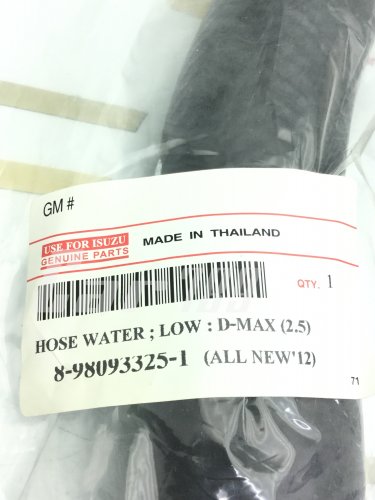 GM #
USE FOR ISUZU
GENUINE PARTS
MADE IN THAILAND
QTY. 1
HOSE WATER ; LOW : D-MAX (2.5)
8-98093325-1 (ALL NEW'12)
71